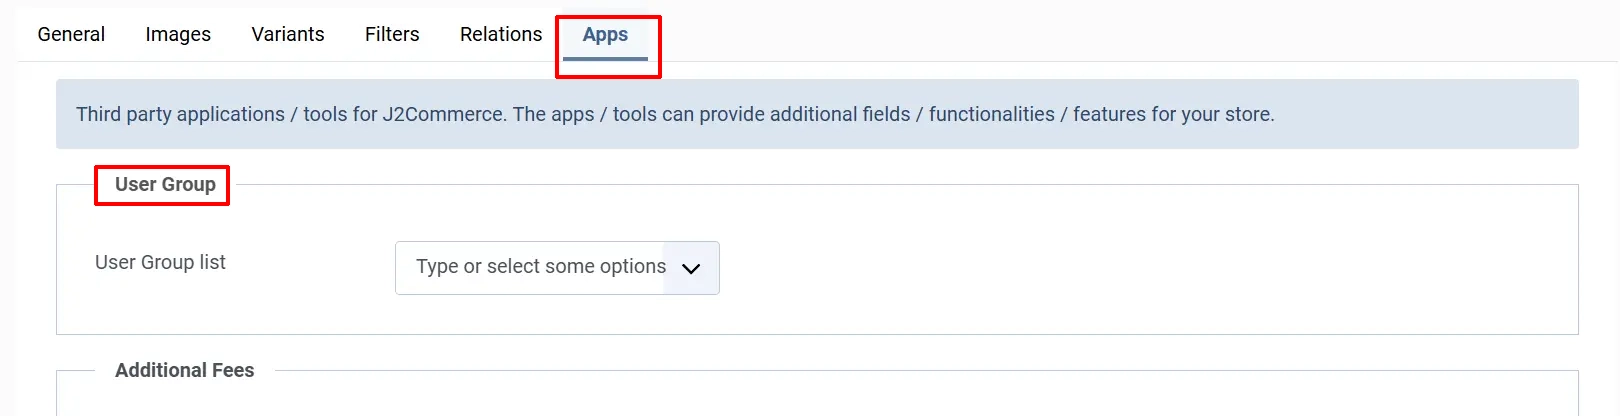 General Images Variants Filters Relations Apps
Third party applications / tools for J2Commerce. The apps / tools can provide additional fields / functionalities / features for your store.
User Group
User Group list
Type or select some options
Additional Fees